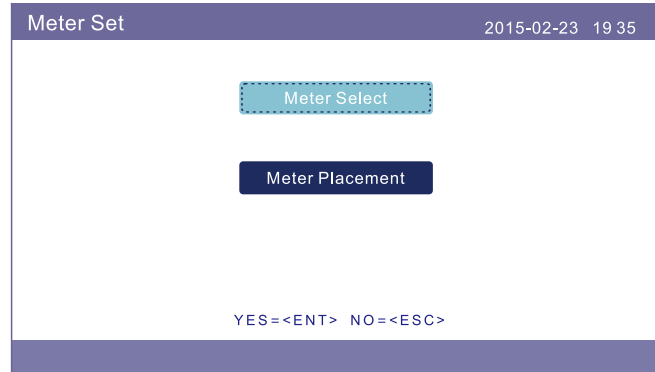 Meter Set
2015-02-23 19 35
Meter Select
Meter Placement
YES=<ENT> NO=<ESC>